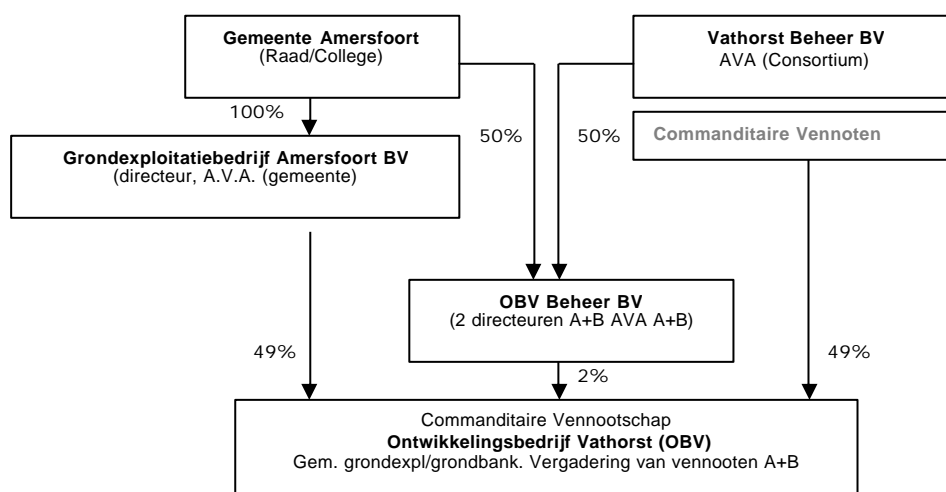 Gemeente Amersfoort
(Raad/College)
Vathorst Beheer BV
AVA (Consortium)
100%
50%
50%
Commanditaire Vennoten
Grondexploitatiebedrijf Amersfoort BV
(directeur, A.V.A. (gemeente)
OBV Beheer BV
(2 directeuren A+B AVA A+B)
49%
2%
49%
Commanditaire Vennootschap
Ontwikkelingsbedrijf Vathorst (OBV)
Gem. grondexpl/grondbank. Vergadering van vennooten A+B